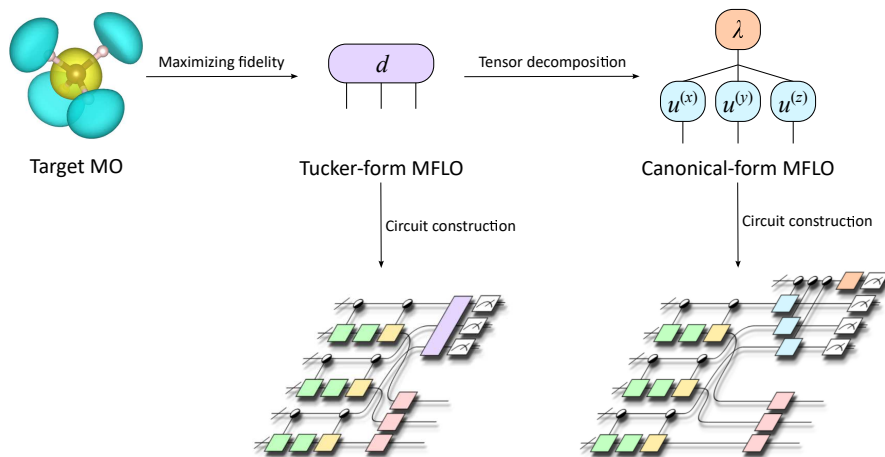 Maximizing fidelity
d
Tensor decomposition
λ
u(x) u(y) u(z)
Target MO
Tucker-form MFLO
Canonical-form MFLO
Circuit construction
Circuit construction